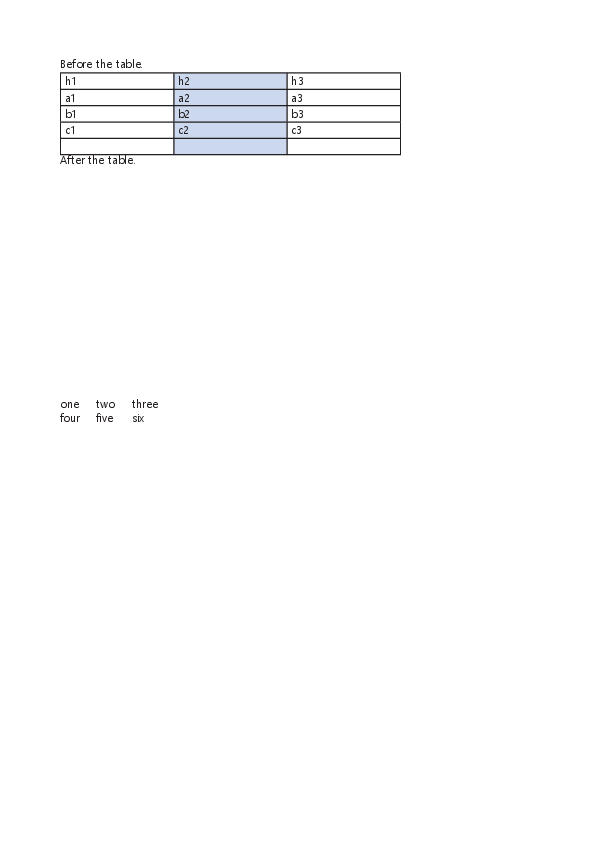 Before the table.
h1 h2 h3
a1 a2 a3
b1 b2 b3
c1 c2 c3
After the table.
one two three
four five six